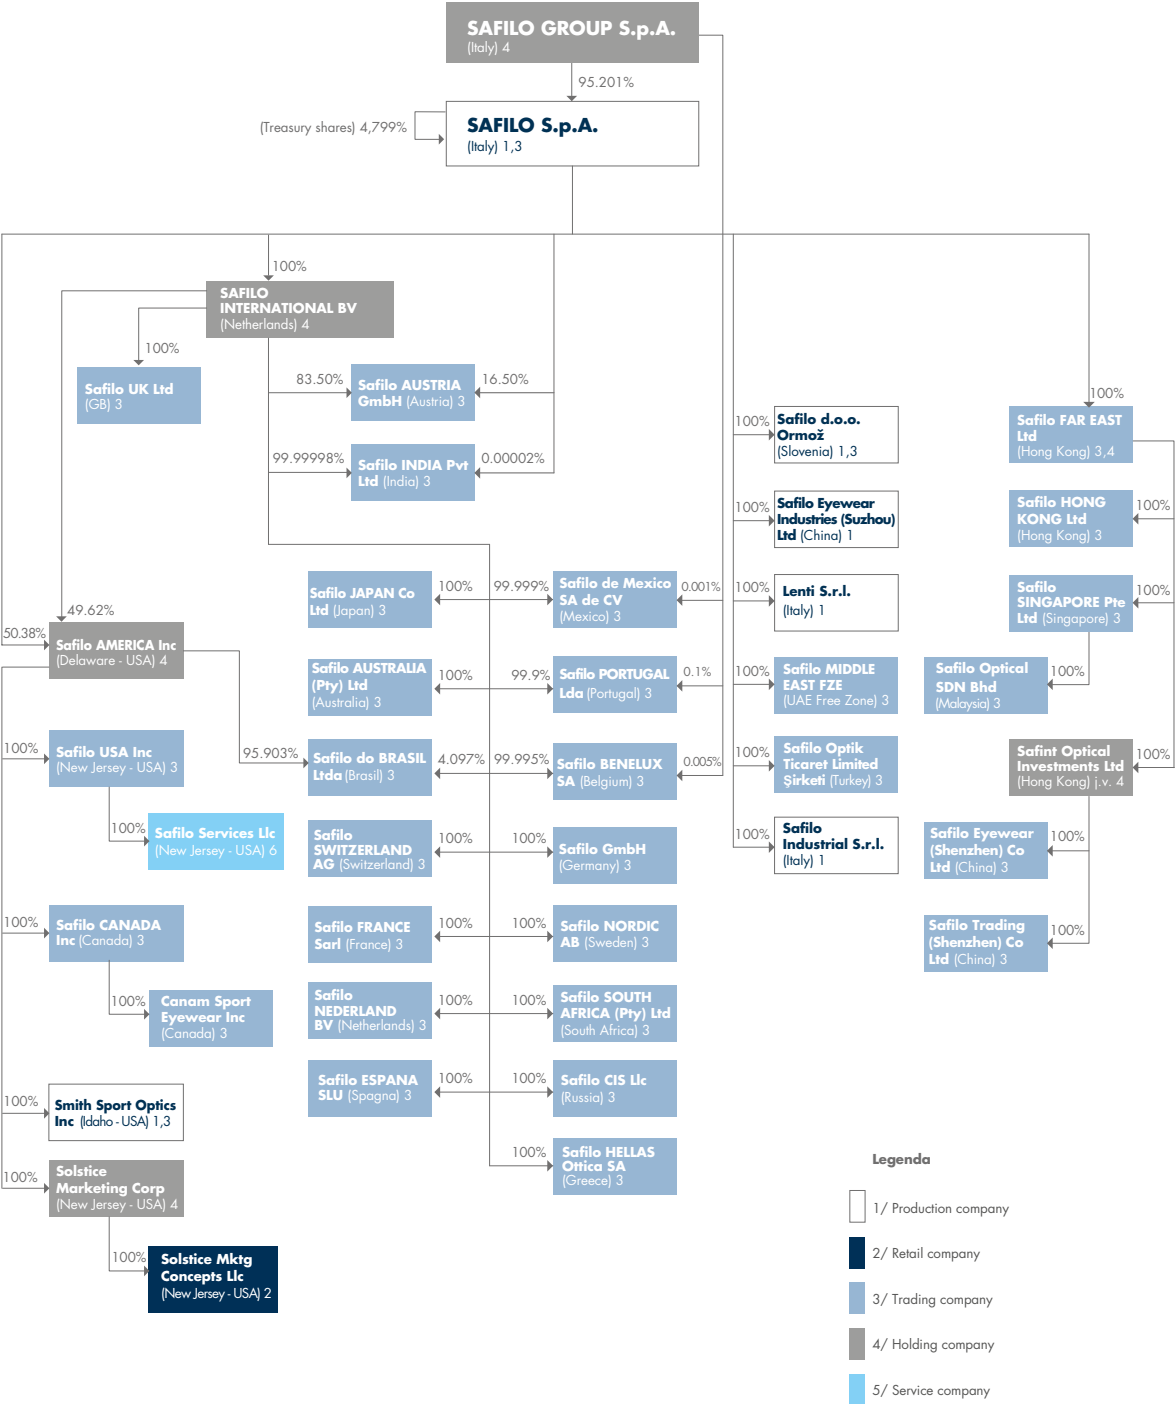 SAFILO GROUP S.p.A.
(Italy) 4
95.201%
(Treasury shares) 4,799%
SAFILO S.p.A.
(Italy) 1,3
100%
SAFILO
INTERNATIONAL BV
(Netherlands) 4
100%
Safilo UK Ltd
(GB) 3
83.50%
Safilo AUSTRIA
GmbH (Austria) 3
16.50%
99.99998%
Safilo INDIA Pvt
Ltd (India) 3
0.00002%
49.62%
50.38%
Safilo AMERICA Inc
(Delaware - USA) 4
100%
Safilo USA Inc
(New Jersey - USA) 3
100%
Safilo Services Llc
(New Jersey - USA) 6
100%
Safilo CANADA
Inc (Canada) 3
100%
Canam Sport
Eyewear Inc
(Canada) 3
100%
Smith Sport Optics
Inc (Idaho - USA) 1,3
100%
Solstice
Marketing Corp
(New Jersey - USA) 4
100%
Solstice Mktg
Concepts Llc
(New Jersey - USA) 2
Safilo JAPAN Co
Ltd (Japan) 3
100%
99.999%
Safilo de Mexico
SA de CV
(Mexico) 3
0.001%
Safilo AUSTRALIA
(Pty) Ltd
(Australia) 3
100%
99.9%
Safilo PORTUGAL
Lda (Portugal) 3
0.1%
95.903%
Safilo do BRASIL
Ltda (Brasil) 3
4.097%
99.995%
Safilo BENELUX
SA (Belgium) 3
0.005%
Safilo
SWITZERLAND
AG (Switzerland) 3
100%
100%
Safilo GmbH
(Germany) 3
Safilo FRANCE
Sarl (France) 3
100%
100%
Safilo NORDIC
AB (Sweden) 3
Safilo
NEDERLAND
BV (Netherlands) 3
100%
100%
Safilo SOUTH
AFRICA (Pty) Ltd
(South Africa) 3
Safilo ESPANA
SLU (Spagna) 3
100%
100%
Safilo CIS Llc
(Russia) 3
100%
Safilo HELLAS
Ottica SA
(Greece) 3
100%
Safilo d.o.o.
Ormož
(Slovenia) 1,3
100%
Safilo Eyewear
Industries (Suzhou)
Ltd (China) 1
100%
Lenti S.r.l.
(Italy) 1
100%
Safilo MIDDLE
EAST FZE
(UAE Free Zone) 3
100%
Safilo Optik
Ticaret Limited
Şirketi (Turkey) 3
100%
Safilo
Industrial S.r.l.
(Italy) 1
100%
Safilo FAR EAST
Ltd
(Hong Kong) 3,4
Safilo HONG
KONG Ltd
(Hong Kong) 3
100%
Safilo
SINGAPORE Pte
Ltd (Singapore) 3
100%
Safilo Optical
SDN Bhd
(Malaysia) 3
100%
Safint Optical
Investments Ltd
(Hong Kong) j.v. 4
100%
Safilo Eyewear
(Shenzhen) Co
Ltd (China) 3
100%
Safilo Trading
(Shenzhen) Co
Ltd (China) 3
100%
Legenda
1/ Production company
2/ Retail company
3/ Trading company
4/ Holding company
5/ Service company